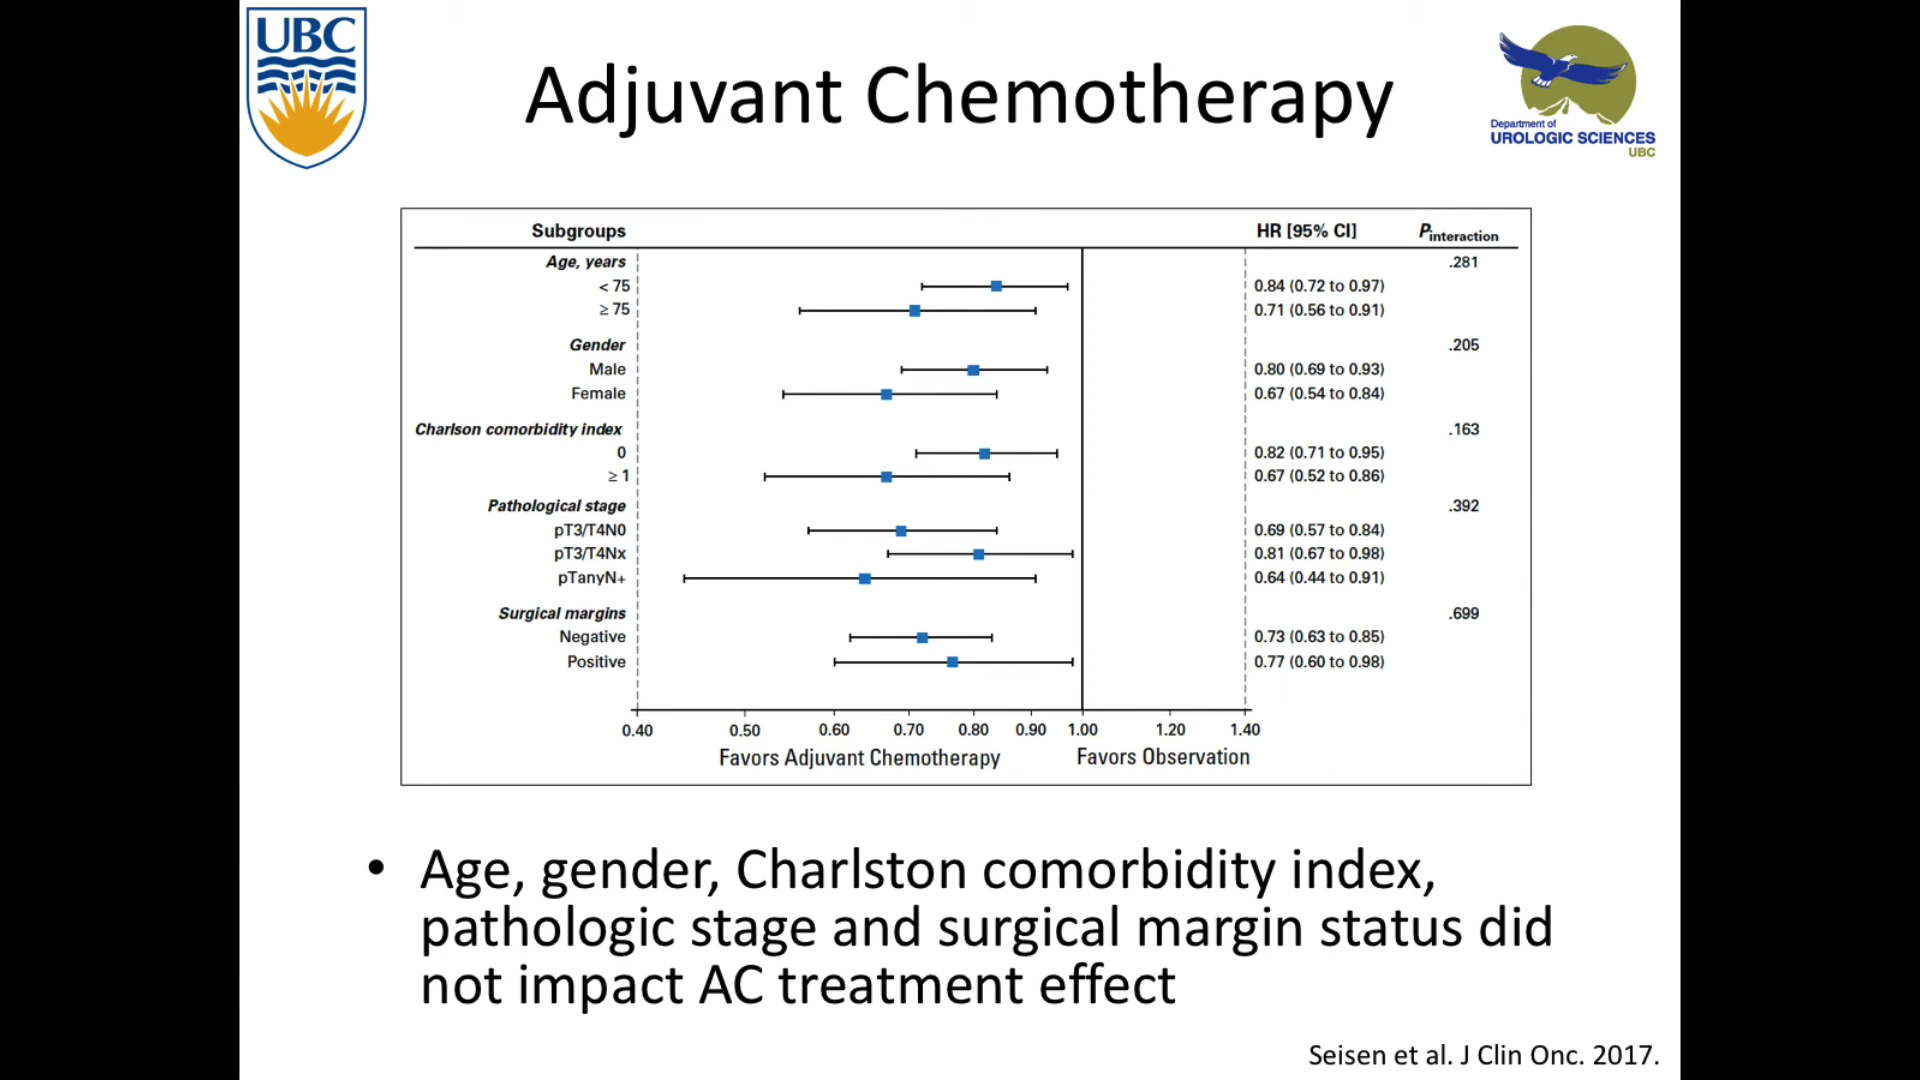 UBC
Adjuvant Chemotherapy
Department of
UROLOGIC SCIENCES
UBC
Subgroups HR [95% CI] Pinteraction
Age, years .281
< 75 0.84 (0.72 to 0.97)
≥ 75 0.71 (0.56 to 0.91)
Gender .205
Male 0.80 (0.69 to 0.93)
Female 0.67 (0.54 to 0.84)
Charlson comorbidity index .163
0 0.82 (0.71 to 0.95)
≥ 1 0.67 (0.52 to 0.86)
Pathological stage .392
pT3/T4N0 0.69 (0.57 to 0.84)
pT3/T4Nx 0.81 (0.67 to 0.98)
pTanyN+ 0.64 (0.44 to 0.91)
Surgical margins .699
Negative 0.73 (0.63 to 0.85)
Positive 0.77 (0.60 to 0.98)
0.40 0.50 0.60 0.70 0.80 0.90 1.00 1.20 1.40
Favors Adjuvant Chemotherapy Favors Observation
• Age, gender, Charlston comorbidity index,
pathologic stage and surgical margin status did
not impact AC treatment effect
Seisen et al. J Clin Onc. 2017.